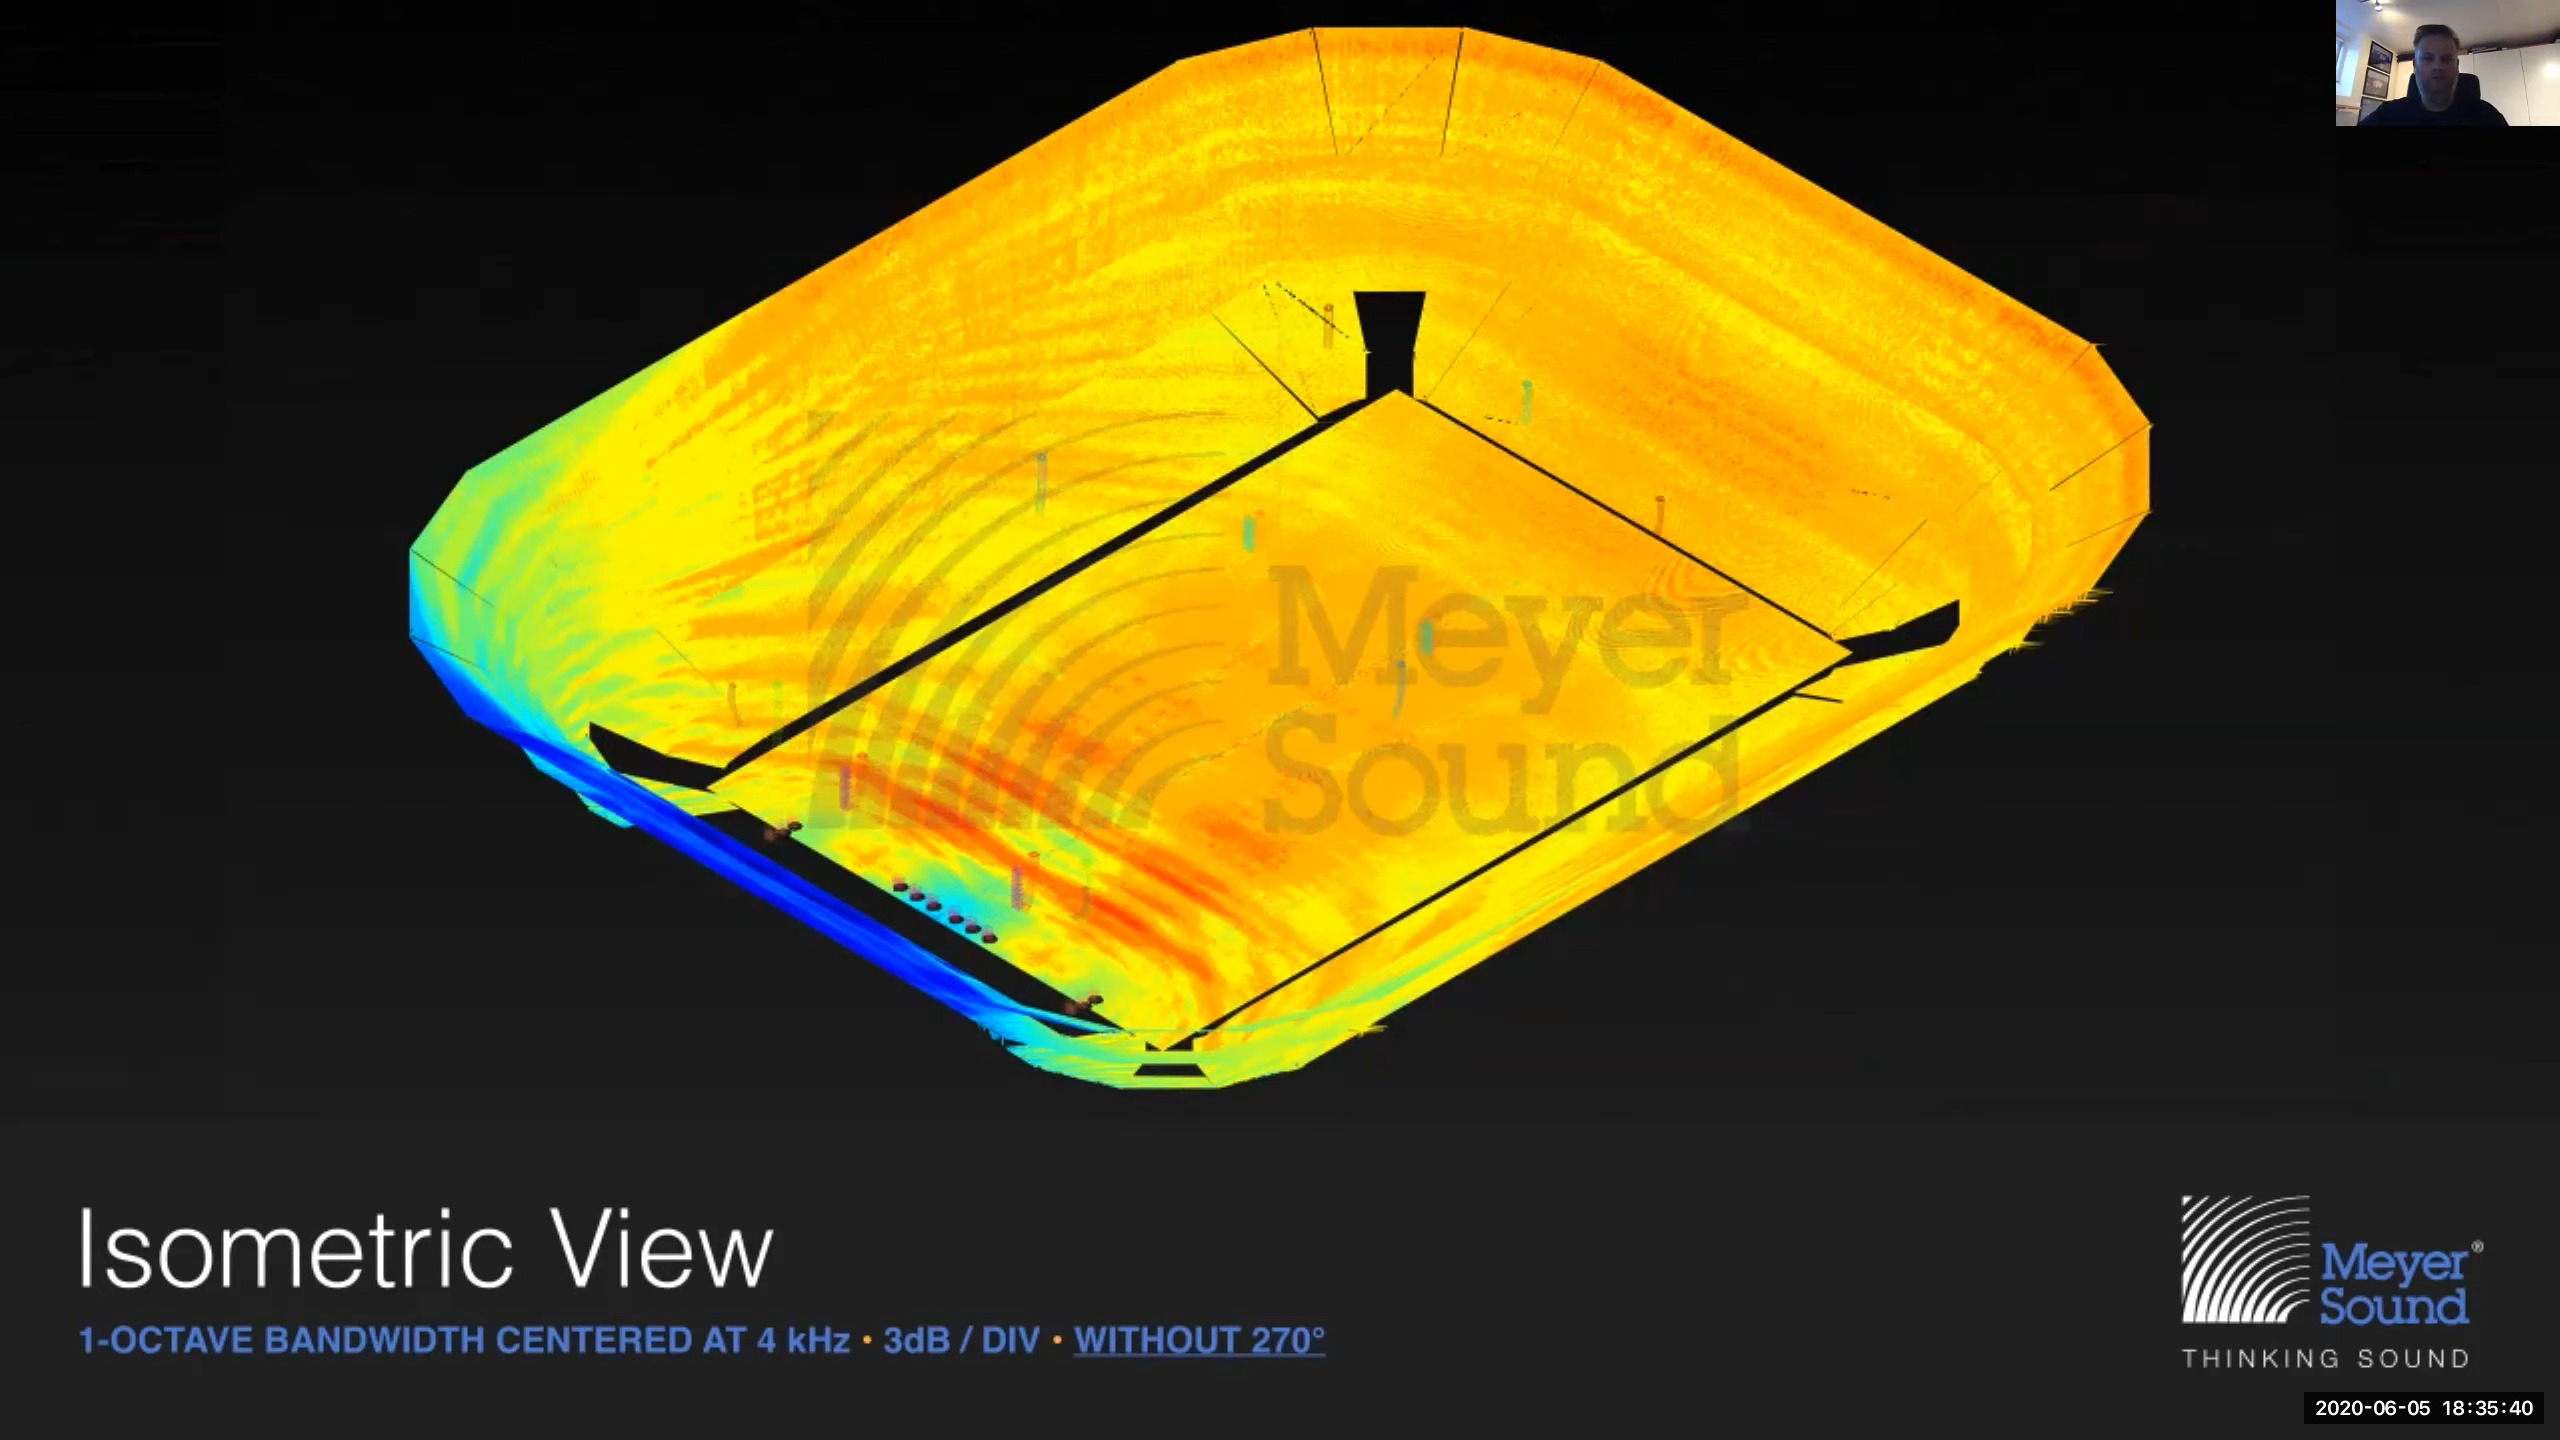 Meyer
Sound
Isometric View
1-OCTAVE BANDWIDTH CENTERED AT 4 kHz • 3dB / DIV • WITHOUT 270°
Meyer®
Sound
THINKING SOUND
2020-06-05 18:35:40